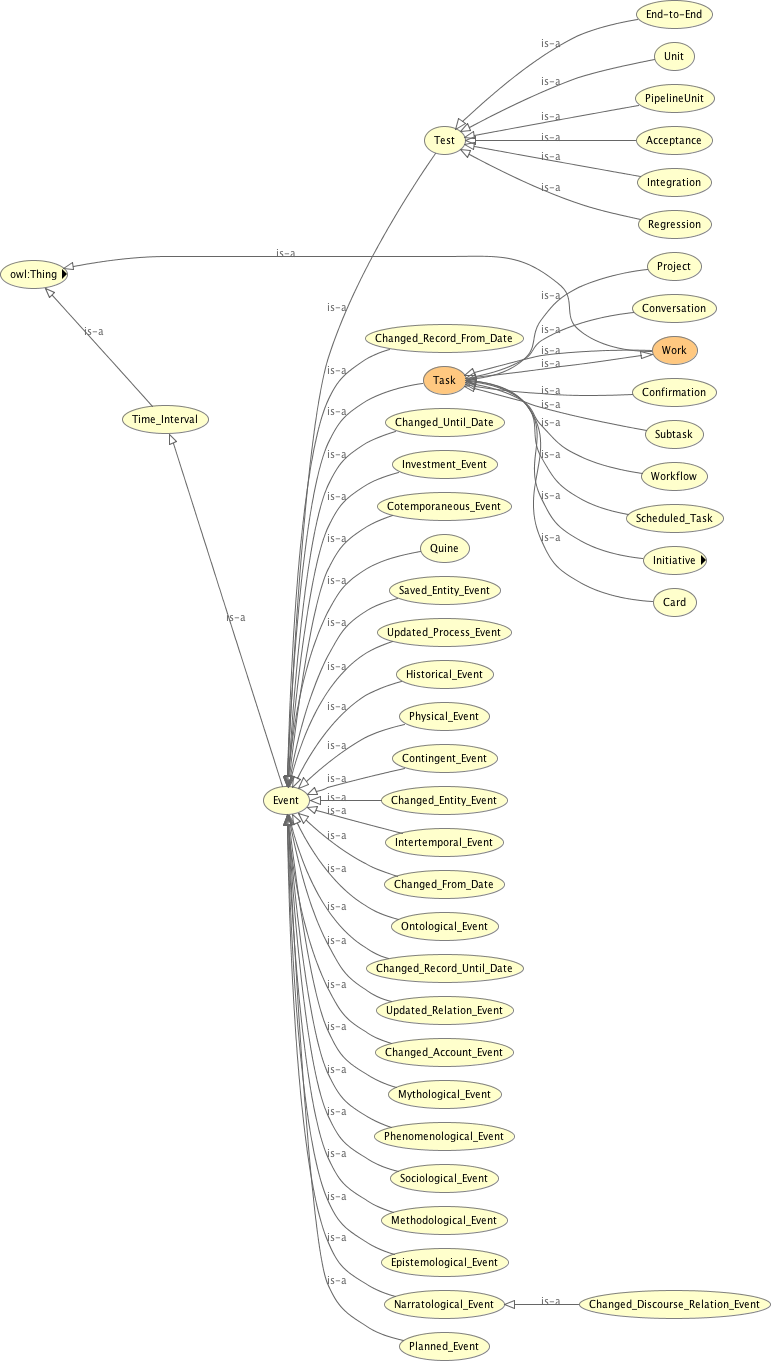 End-to-End
is-a
Unit
is-a
PipelineUnit
is-a
Test
is-a
Acceptance
is-a
Integration
is-a
Regression
is-a
owl:Thing
is-a
Project
is-a
Conversation
is-a
is-a
Changed_Record_From_Date
is-a
Work
is-a
is-a
Task
is-a
Confirmation
is-a
is-a
Time_Interval
is-a
Changed_Until_Date
is-a
Subtask
is-a
Investment_Event
is-a
Workflow
is-a
Cotemporaneous_Event
is-a
Scheduled_Task
is-a
Quine
is-a
Initiative
is-a
Saved_Entity_Event
is-a
Card
is-a
Updated_Process_Event
is-a
Historical_Event
is-a
Physical_Event
is-a
Contingent_Event
is-a
Event
is-a
Changed_Entity_Event
is-a
Intertemporal_Event
is-a
Changed_From_Date
is-a
Ontological_Event
is-a
Changed_Record_Until_Date
is-a
Updated_Relation_Event
is-a
Changed_Account_Event
is-a
Mythological_Event
is-a
Phenomenological_Event
is-a
Sociological_Event
is-a
Methodological_Event
is-a
Epistemological_Event
is-a
Narratological_Event
is-a
Changed_Discourse_Relation_Event
is-a
Planned_Event